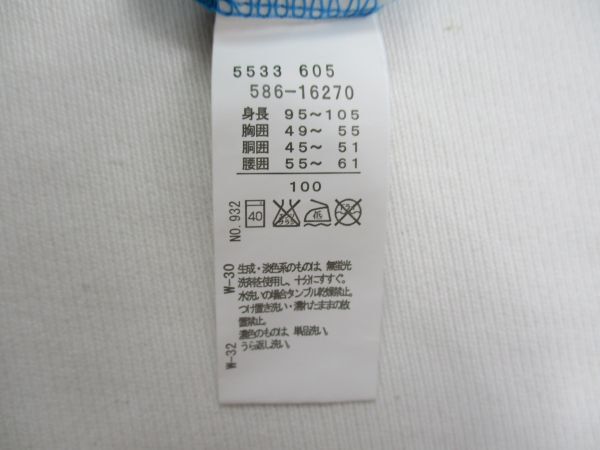 5533 605
586-16270
身長 95~105
胸囲 49~ 55
胴囲 45~ 51
腰囲 55~ 61
100
NO.932
40
W-30
生成・淡色系のものは、無蛍光
洗剤を使用し、十分にすすぐ。
水洗いの場合タンブル乾燥禁止。
つけ置き洗い・濡れたままの放
置禁止。
W-32
濃色のものは、単品洗い。
うら返し洗い。